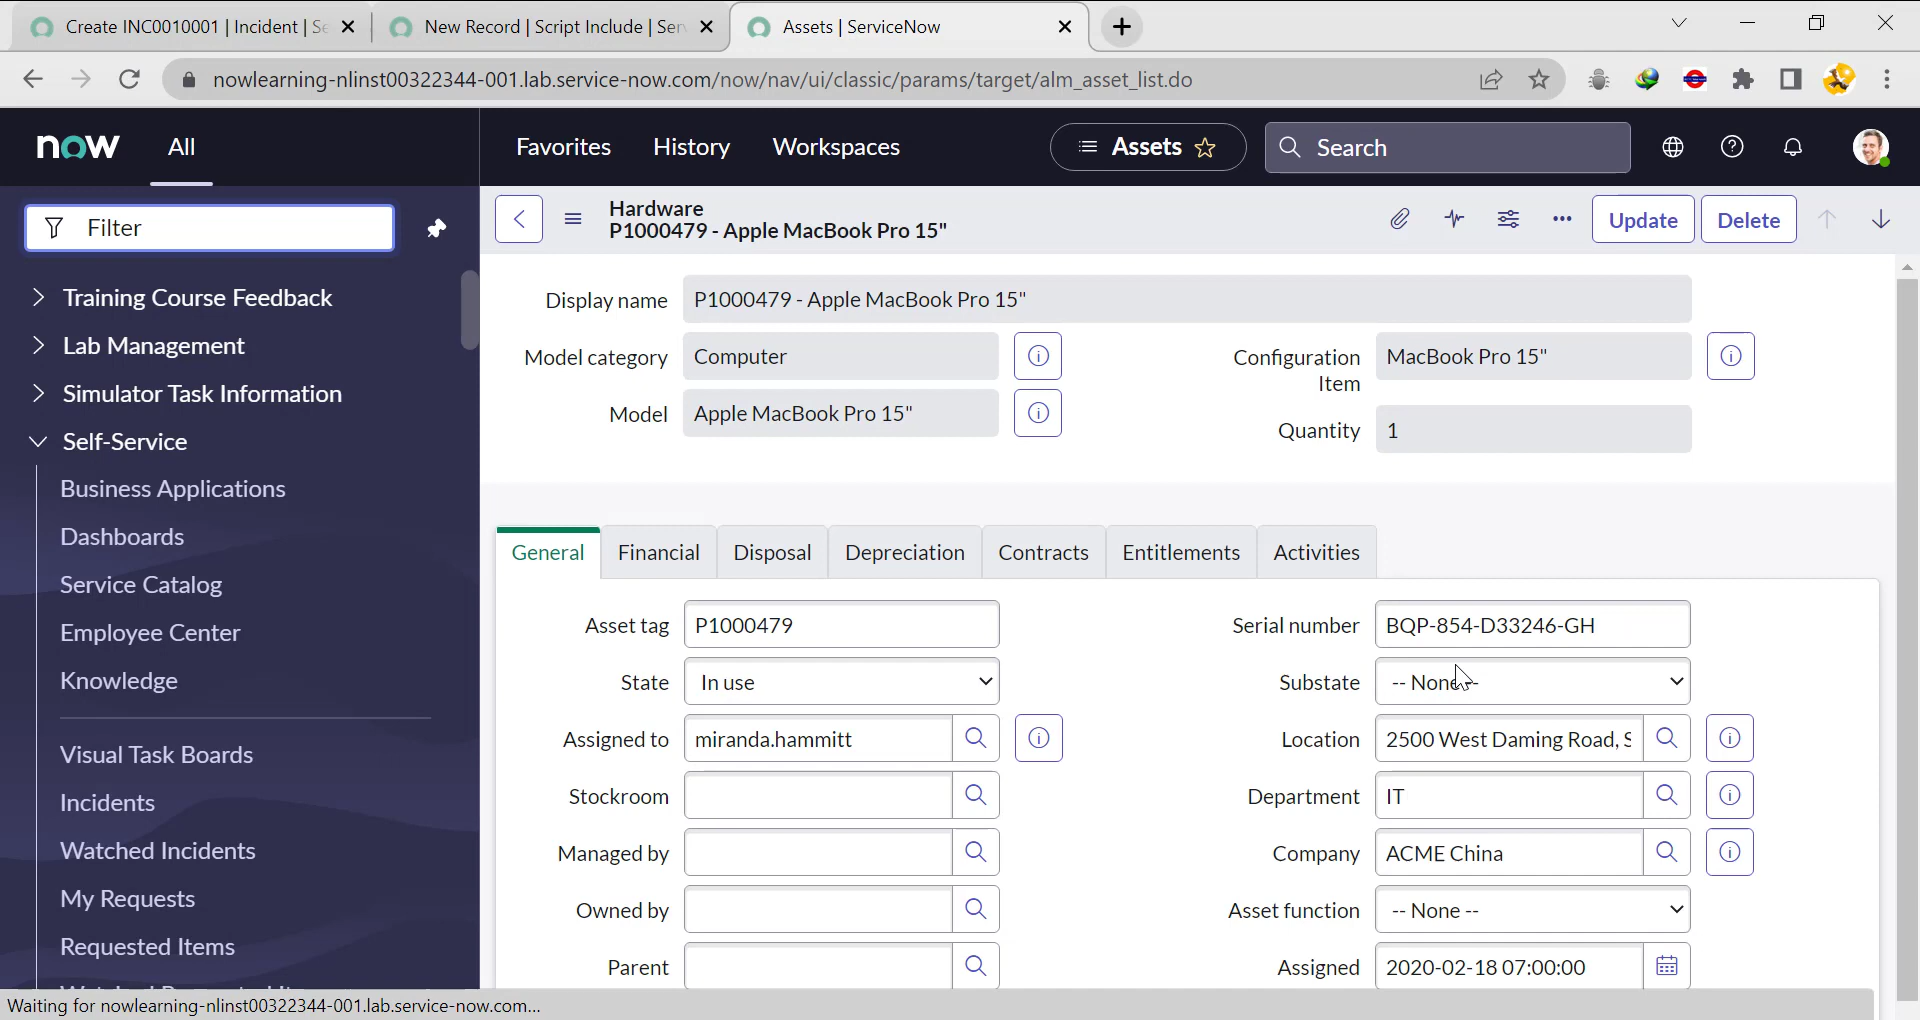 Create INC0010001 | Incident | Se
New Record | Script Include | Serv
Assets | ServiceNow
nowlearning-nlinst00322344-001.lab.service-now.com/now/nav/ui/classic/params/target/alm_asset_list.do
now
All
Favorites
History
Workspaces
Assets
Search
Filter
Training Course Feedback
Lab Management
Simulator Task Information
Self-Service
Business Applications
Dashboards
Service Catalog
Employee Center
Knowledge
Visual Task Boards
Incidents
Watched Incidents
My Requests
Requested Items
Hardware
P1000479 - Apple MacBook Pro 15"
Update
Delete
Display name P1000479 - Apple MacBook Pro 15"
Model category Computer
Model Apple MacBook Pro 15"
Configuration Item MacBook Pro 15"
Quantity 1
General
Financial
Disposal
Depreciation
Contracts
Entitlements
Activities
Asset tag P1000479
State In use
Assigned to miranda.hammitt
Stockroom
Managed by
Owned by
Parent
Serial number BQP-854-D33246-GH
Substate -- None --
Location 2500 West Daming Road, S
Department IT
Company ACME China
Asset function -- None --
Assigned 2020-02-18 07:00:00
Waiting for nowlearning-nlinst00322344-001.lab.service-now.com...